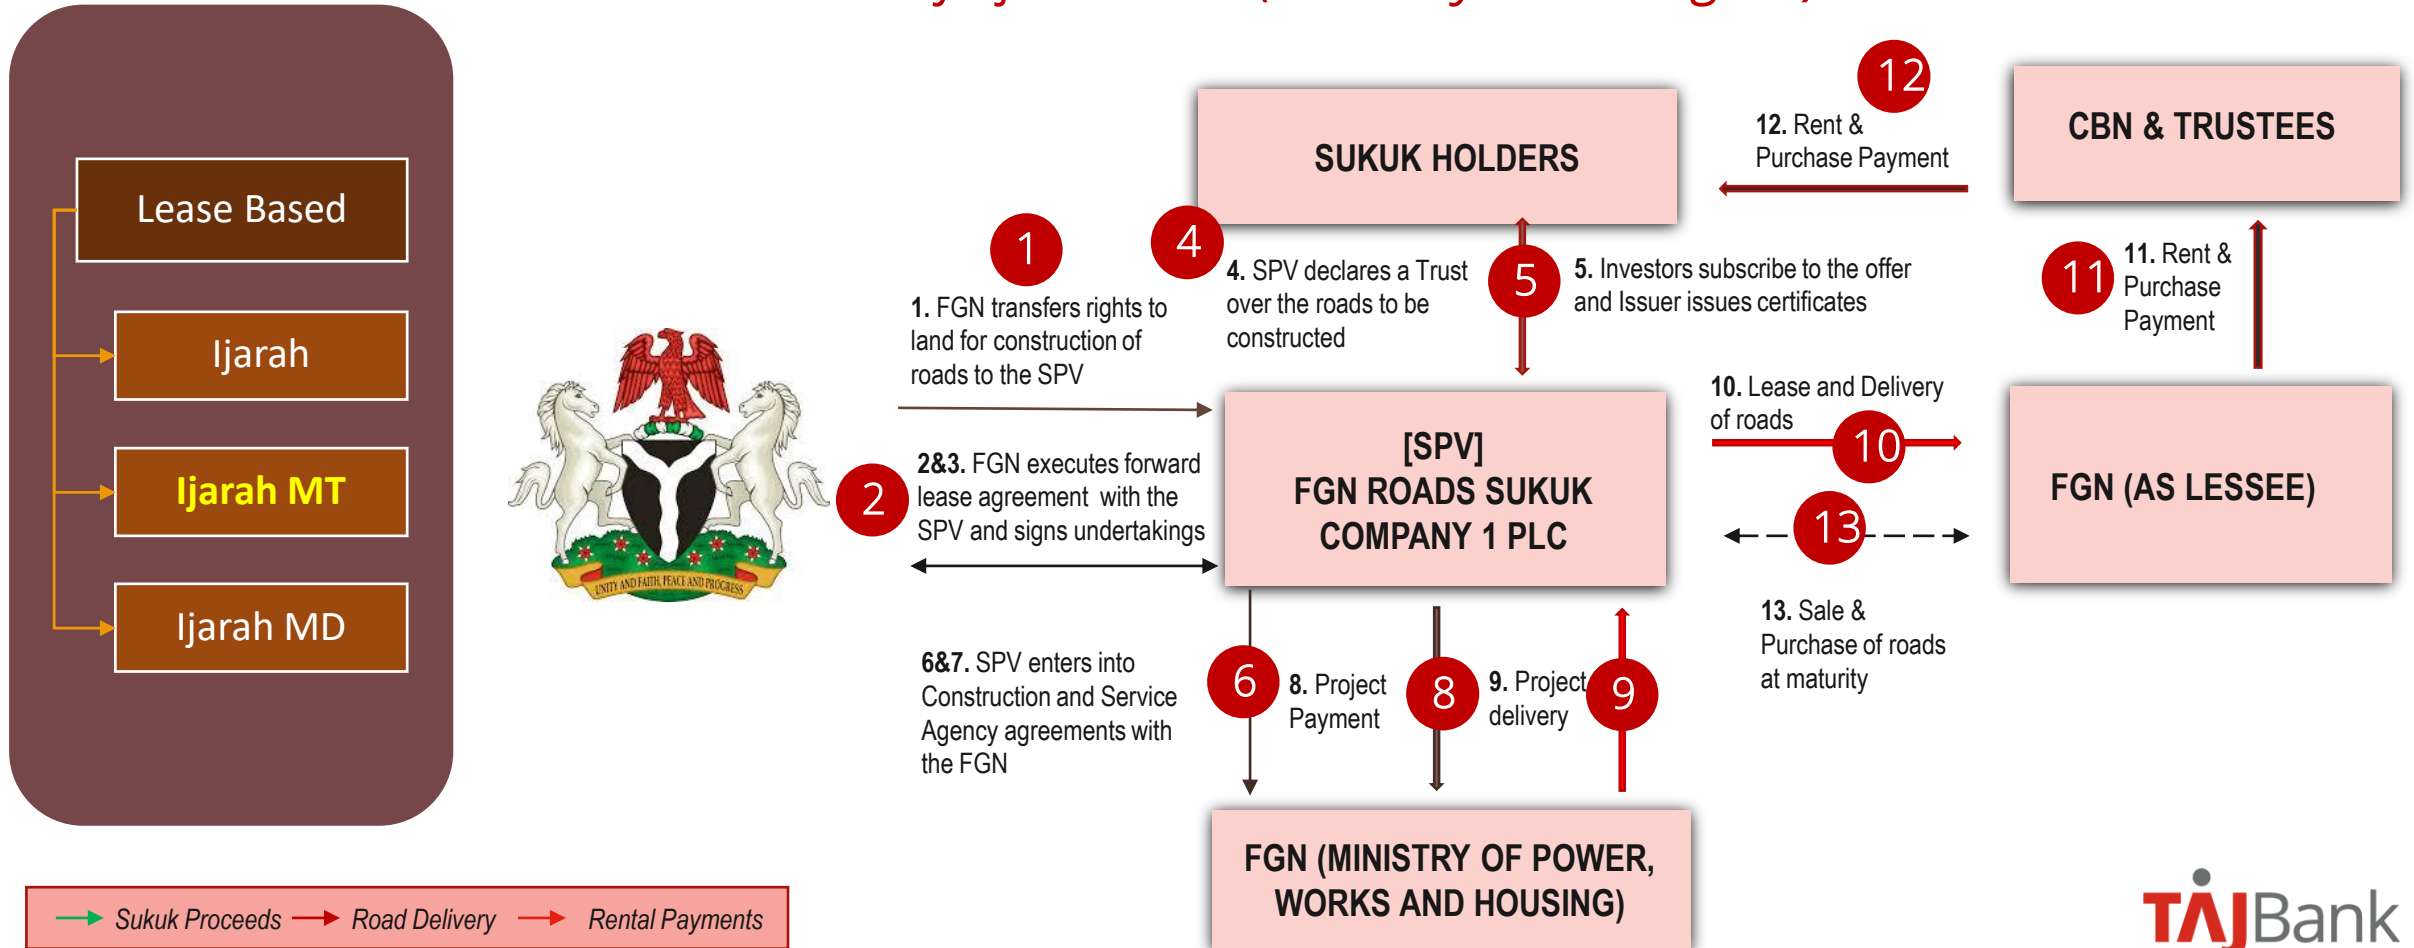 Lease Based
Ijarah
Ijarah MT
Ijarah MD
UNITY AND FAITH, PEACE AND PROGRESS
1
1. FGN transfers rights to
land for construction of
roads to the SPV
2
2&3. FGN executes forward
lease agreement with the
SPV and signs undertakings
SUKUK HOLDERS
4
4. SPV declares a Trust
over the roads to be
constructed
5
5. Investors subscribe to the offer
and Issuer issues certificates
12
12. Rent &
Purchase Payment
CBN & TRUSTEES
11
11. Rent &
Purchase
Payment
[SPV]
FGN ROADS SUKUK
COMPANY 1 PLC
10. Lease and Delivery
of roads
10
FGN (AS LESSEE)
13
13. Sale &
Purchase of roads
at maturity
6&7. SPV enters into
Construction and Service
Agency agreements with
the FGN
6
8. Project
Payment
8
9. Project
delivery
9
FGN (MINISTRY OF POWER,
WORKS AND HOUSING)
Sukuk Proceeds
Road Delivery
Rental Payments
TAJBank